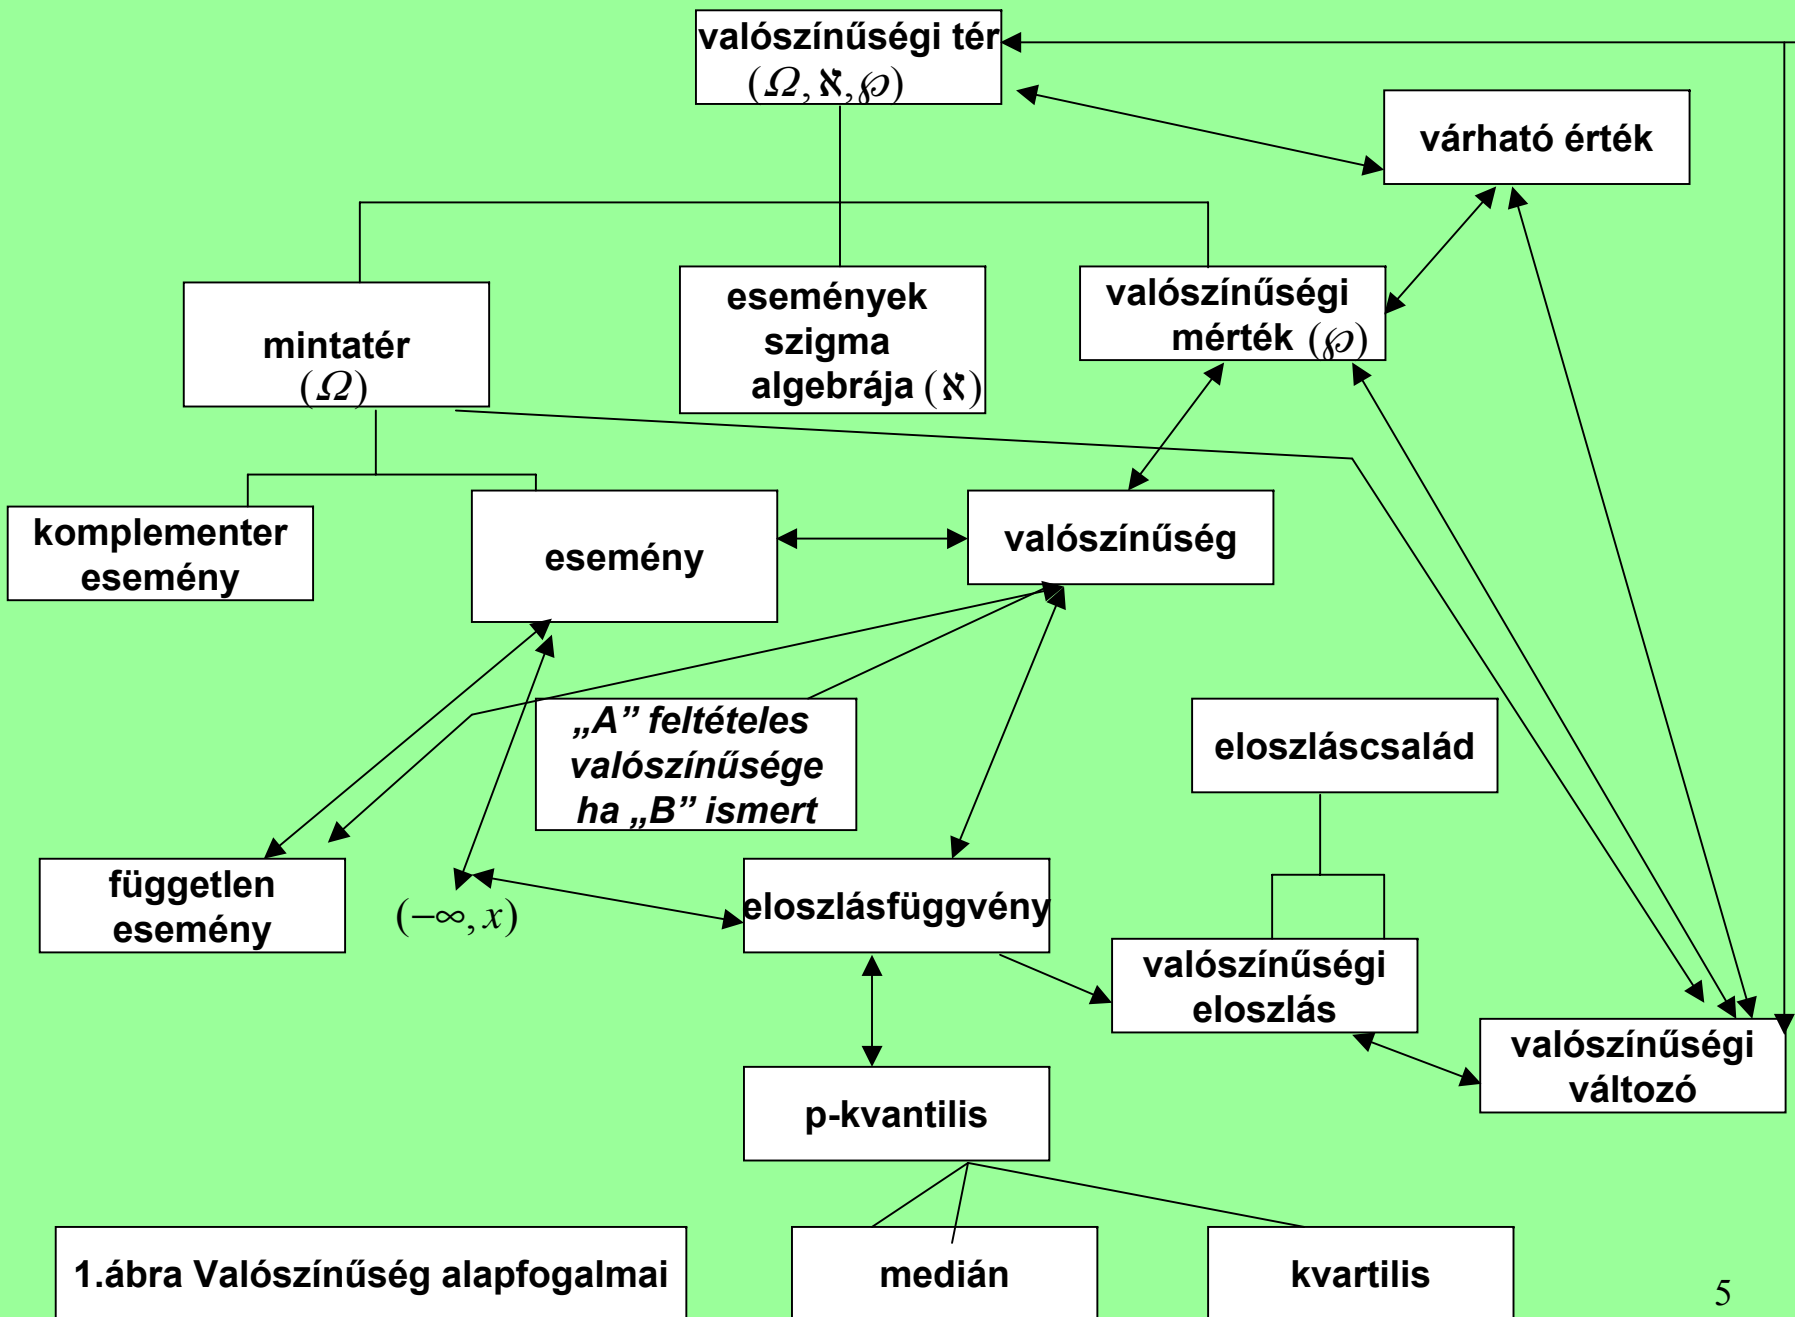 valószínűségi tér
(Ω, ℵ, ℘)
várható érték
mintatér
(Ω)
események
szigma
algebrája (ℵ)
valószínűségi
mérték (℘)
komplementer
esemény
esemény
valószínűség
„A” feltételes
valószínűsége
ha „B” ismert
eloszláscsalád
független
esemény
(−∞, x)
eloszlásfüggvény
valószínűségi
eloszlás
valószínűségi
változó
p-kvantilis
1.ábra Valószínűség alapfogalmai
medián
kvartilis
5